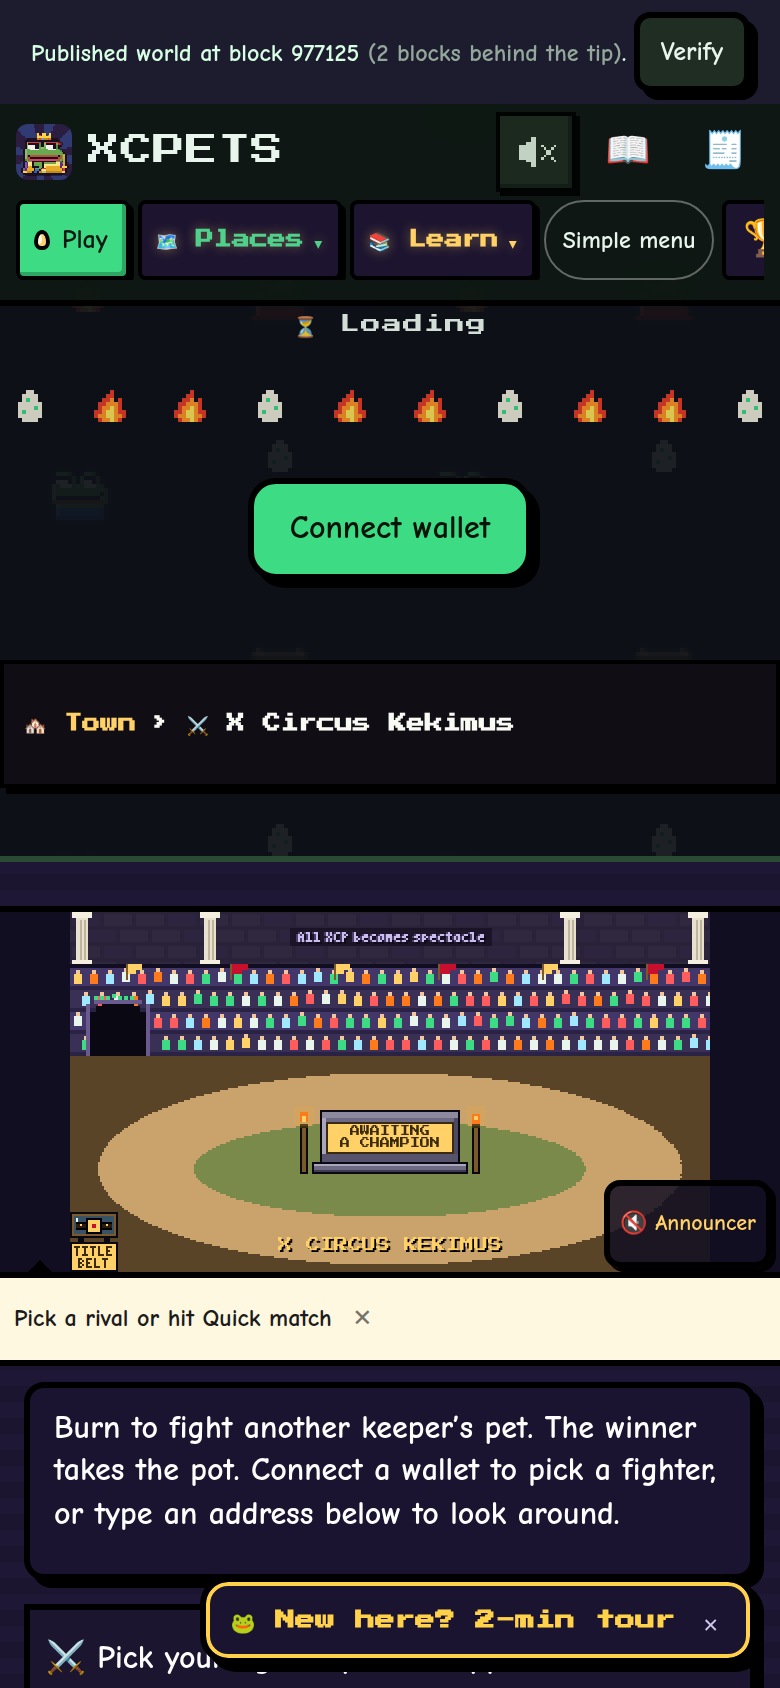 Published world at block 977125 (2 blocks behind the tip).
Verify
XCPETS
Play
Places
Learn
Simple menu
Loading
Connect wallet
Town › X Circus Kekimus
All XCP becomes spectacle
AWAITING
A CHAMPION
X CIRCUS KEKIMUS
TITLE
BELT
Announcer
Pick a rival or hit Quick match ×
Burn to fight another keeper's pet. The winner
takes the pot. Connect a wallet to pick a fighter,
or type an address below to look around.
New here? 2-min tour ×
Pick your